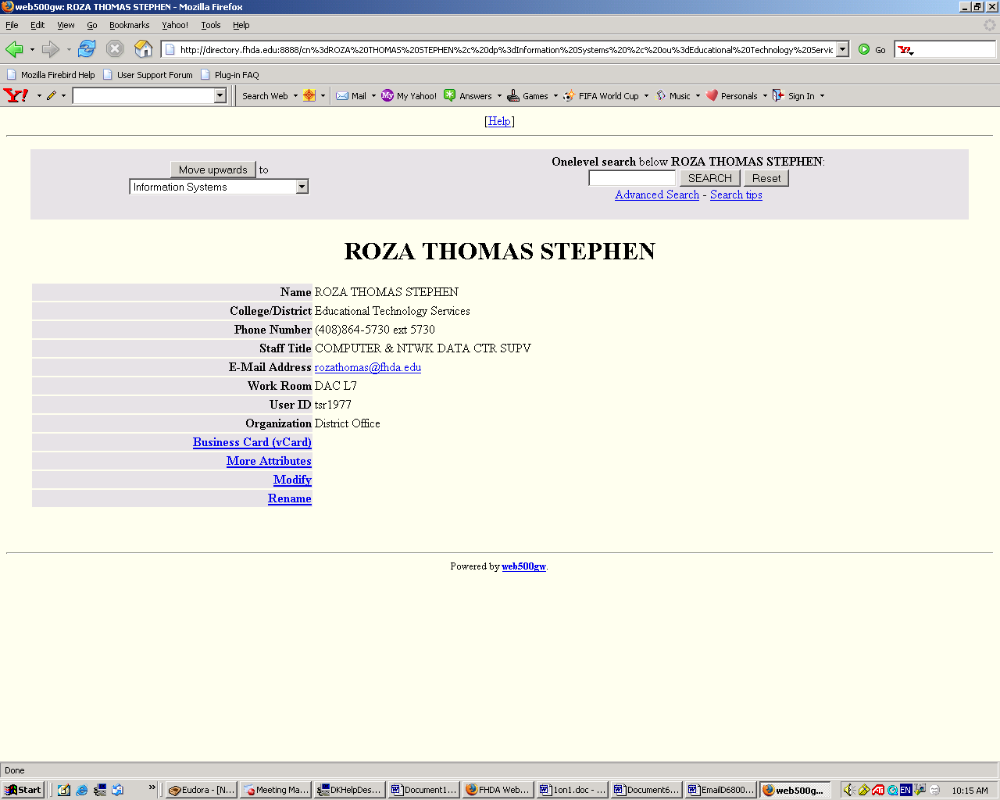 web500gw: ROZA THOMAS STEPHEN - Mozilla Firefox
File Edit View Go Bookmarks Yahoo! Tools Help
http://directory.fhda.edu:8888/cn%3dROZA%20THOMAS%20STEPHEN%2c%20dp%3dInformation%20Systems%20%2c%20ou%3dEducational%20Technology%20Servic Go
Mozilla Firebird Help User Support Forum Plug-in FAQ
Y! Search Web Mail My My Yahoo! Answers Games FIFA World Cup Music Personals Sign In
[Help]
Move upwards to
Information Systems
Onelevel search below ROZA THOMAS STEPHEN:
SEARCH Reset
Advanced Search - Search tips
ROZA THOMAS STEPHEN
Name ROZA THOMAS STEPHEN
College/District Educational Technology Services
Phone Number (408)864-5730 ext 5730
Staff Title COMPUTER & NTWK DATA CTR SUPV
E-Mail Address rozathomas@fhda.edu
Work Room DAC L7
User ID tsr1977
Organization District Office
Business Card (vCard)
More Attributes
Modify
Rename
Powered by web500gw.
Done
Start » Eudora - [N... Meeting Ma... DKHelpDes... Document1... FHDA Web... 1on1.doc - ... Document6... EmailD6800... web500g... EN 10:15 AM